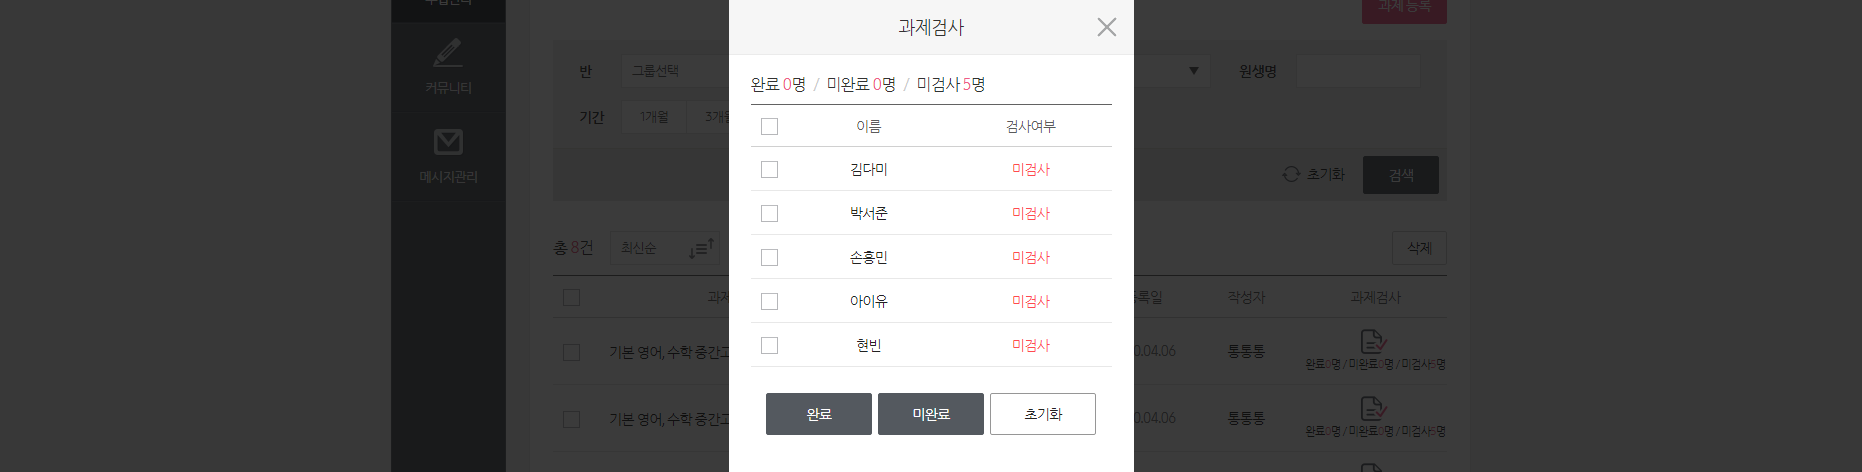 과제 등록
커뮤니티
메시지관리
반 그룹선택
원생명
기간 1개월
초기화 검색
총 8건 최신순
삭제
작성자 과제검사
기본 영어, 수학 중간고
0.04.06 통통통
완료0명 / 미완료0명 / 미검사5명
기본 영어, 수학 중간고
0.04.06 통통통
완료0명 / 미완료0명 / 미검사5명
과제검사
완료 0명 / 미완료 0명 / 미검사 5명
이름 검사여부
김다미 미검사
박서준 미검사
손흥민 미검사
아이유 미검사
현빈 미검사
완료 미완료 초기화